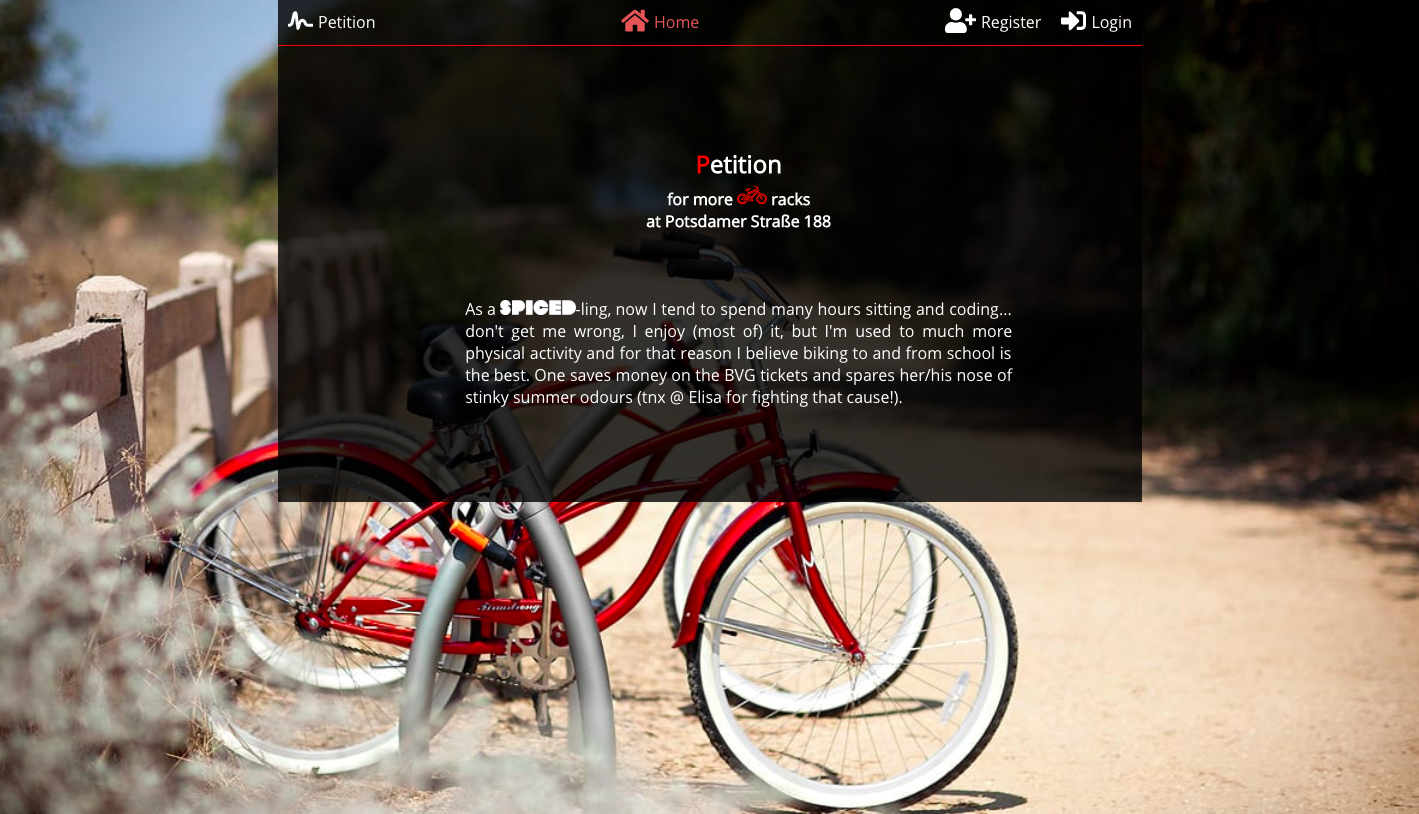 Petition Home Register Login
Petition
for more racks
at Potsdamer Straße 188
As a SPICED-ling, now I tend to spend many hours sitting and coding...
don't get me wrong, I enjoy (most of) it, but I'm used to much more
physical activity and for that reason I believe biking to and from school is
the best. One saves money on the BVG tickets and spares her/his nose of
stinky summer odours (tnx @ Elisa for fighting that cause!).